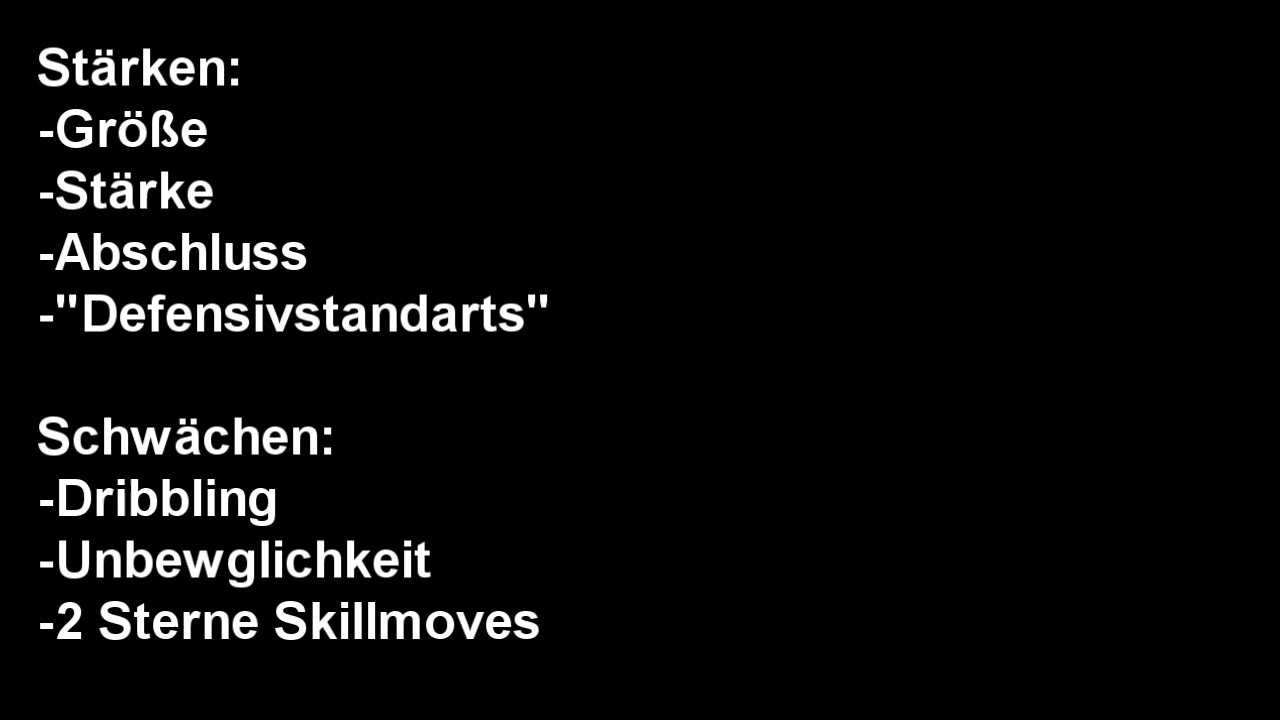 Stärken:
-Größe
-Stärke
-Abschluss
-"Defensivstandarts"
Schwächen:
-Dribbling
-Unbewglichkeit
-2 Sterne Skillmoves